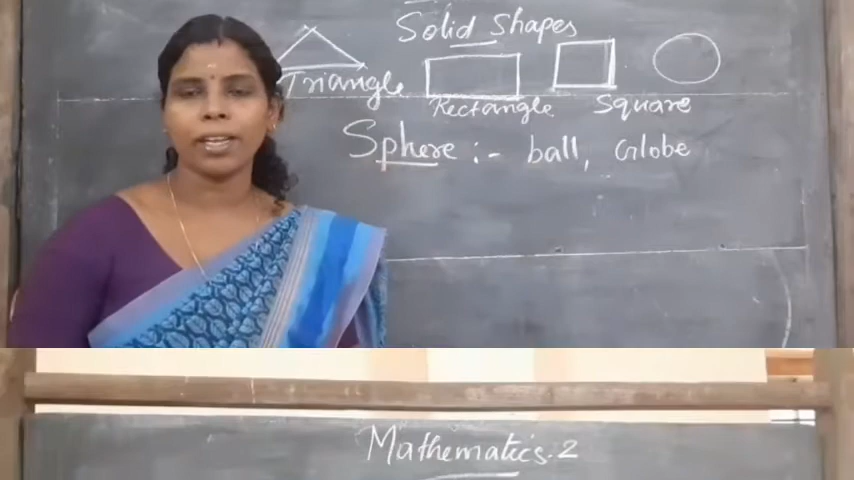 Solid Shapes
Triangle
Rectangle.
Square
Sphere :- ball, Globe
Mathematics. 2